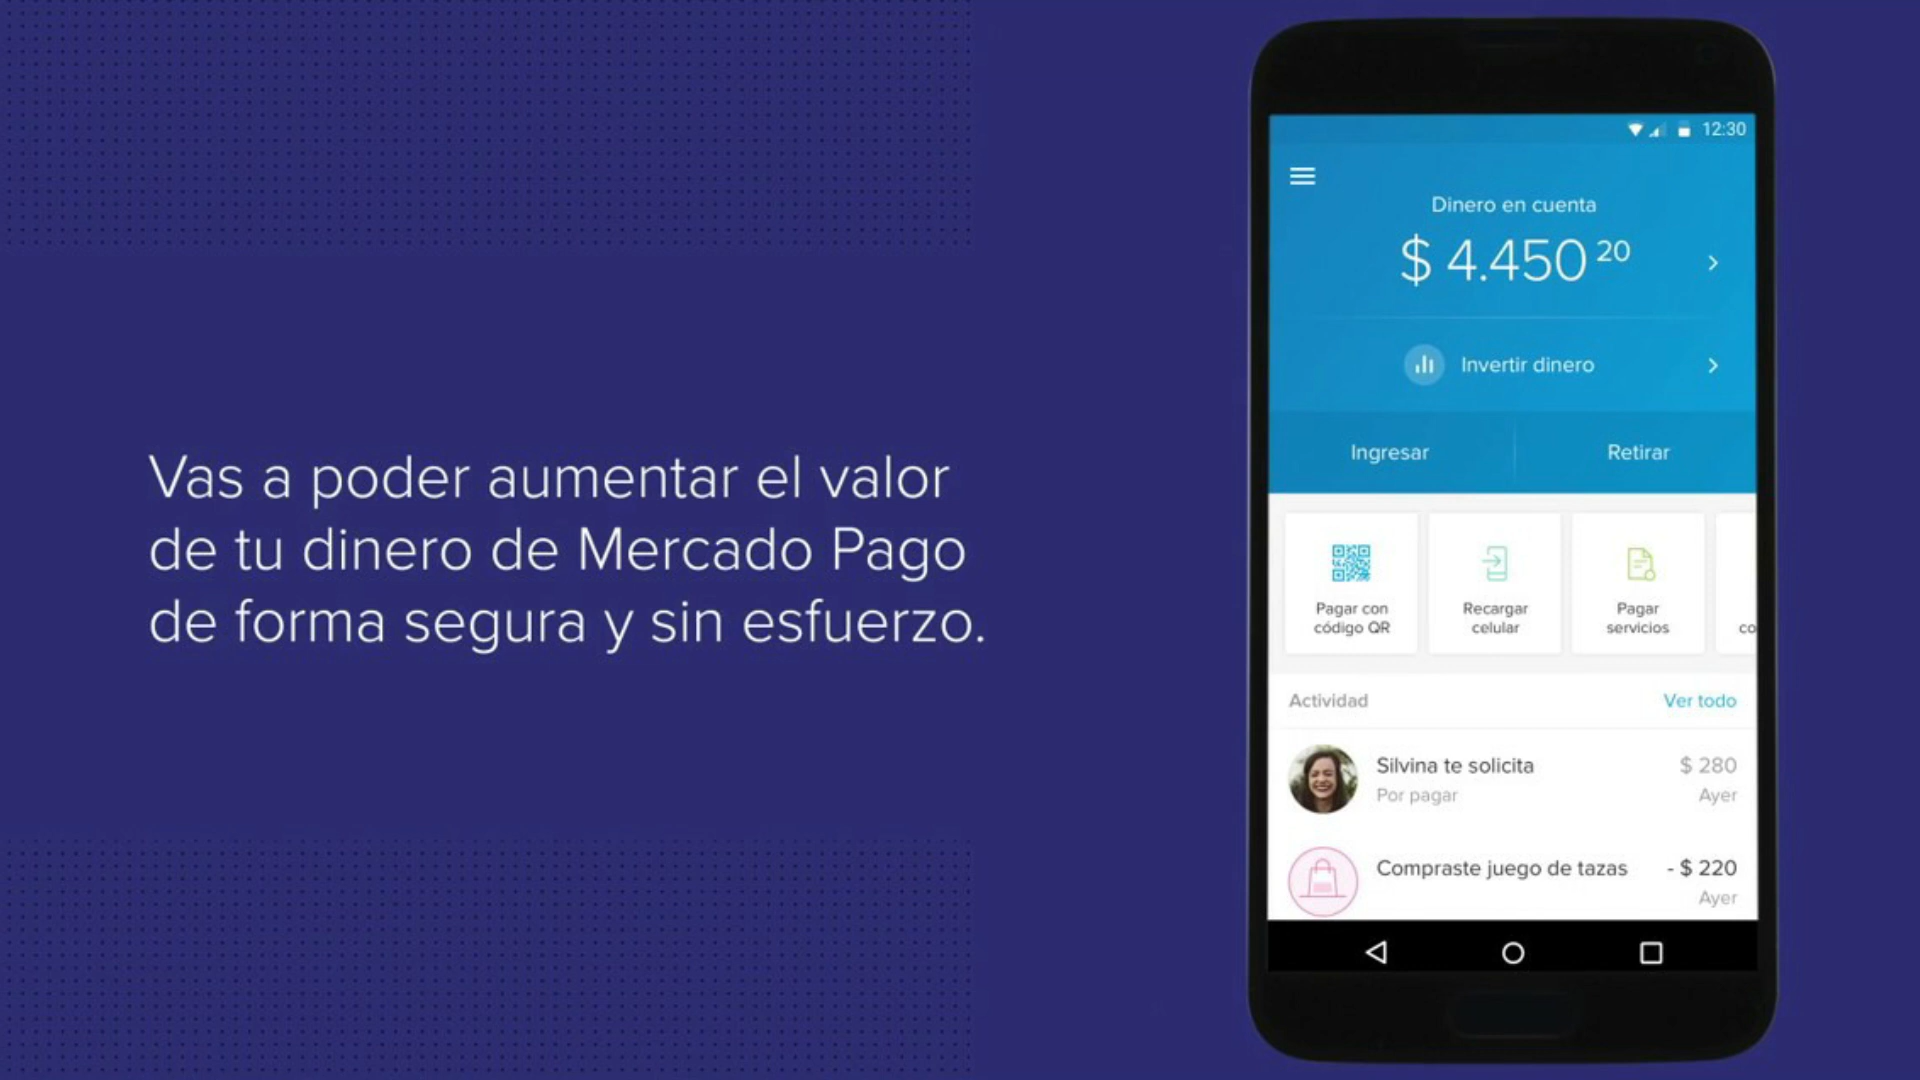 Vas a poder aumentar el valor
de tu dinero de Mercado Pago
de forma segura y sin esfuerzo.
12:30
Dinero en cuenta
$ 4.450 20
Invertir dinero
Ingresar
Retirar
Pagar con
código QR
Recargar
celular
Pagar
servicios
co
Actividad
Ver todo
Silvina te solicita
$ 280
Por pagar
Ayer
Compraste juego de tazas
- $ 220
Ayer